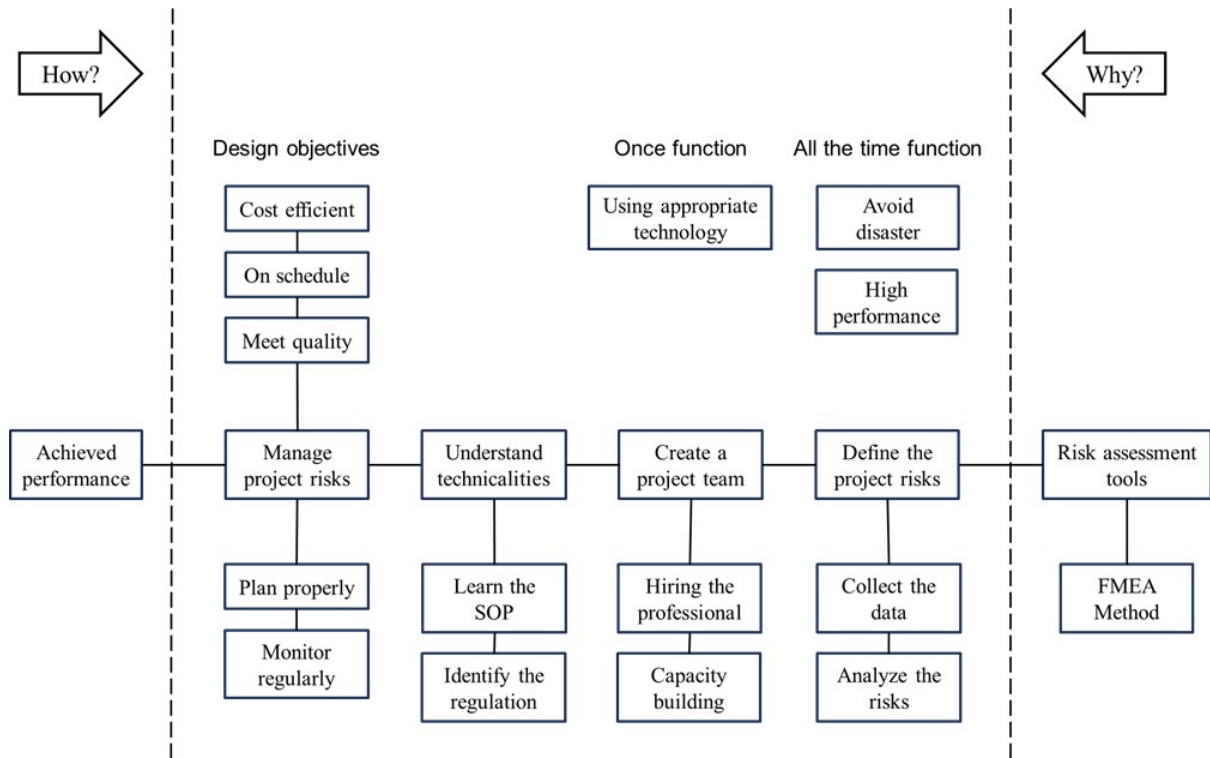 How?
Why?
Design objectives
Once function
All the time function
Cost efficient
On schedule
Meet quality
Using appropriate
technology
Avoid
disaster
High
performance
Achieved
performance
Manage
project risks
Understand
technicalities
Create a
project team
Define the
project risks
Risk assessment
tools
Plan properly
Monitor
regularly
Learn the
SOP
Identify the
regulation
Hiring the
professional
Capacity
building
Collect the
data
Analyze the
risks
FMEA
Method